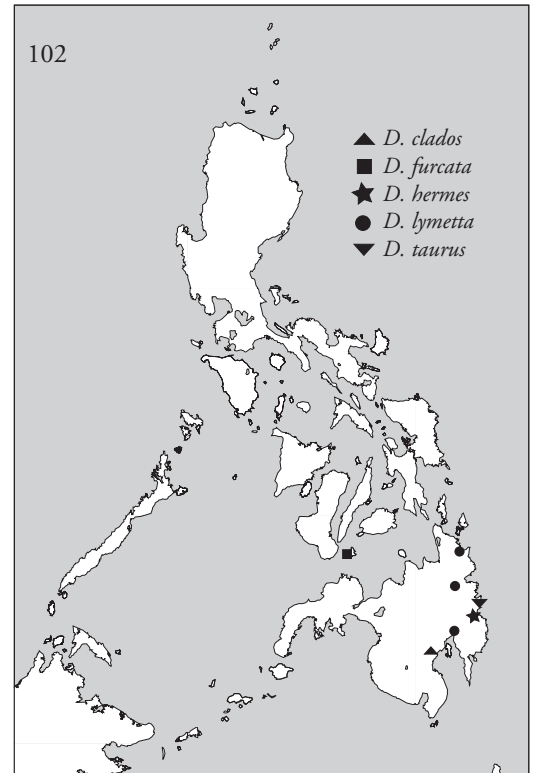 102
D. clados
D. furcata
D. hermes
D. lymetta
D. taurus